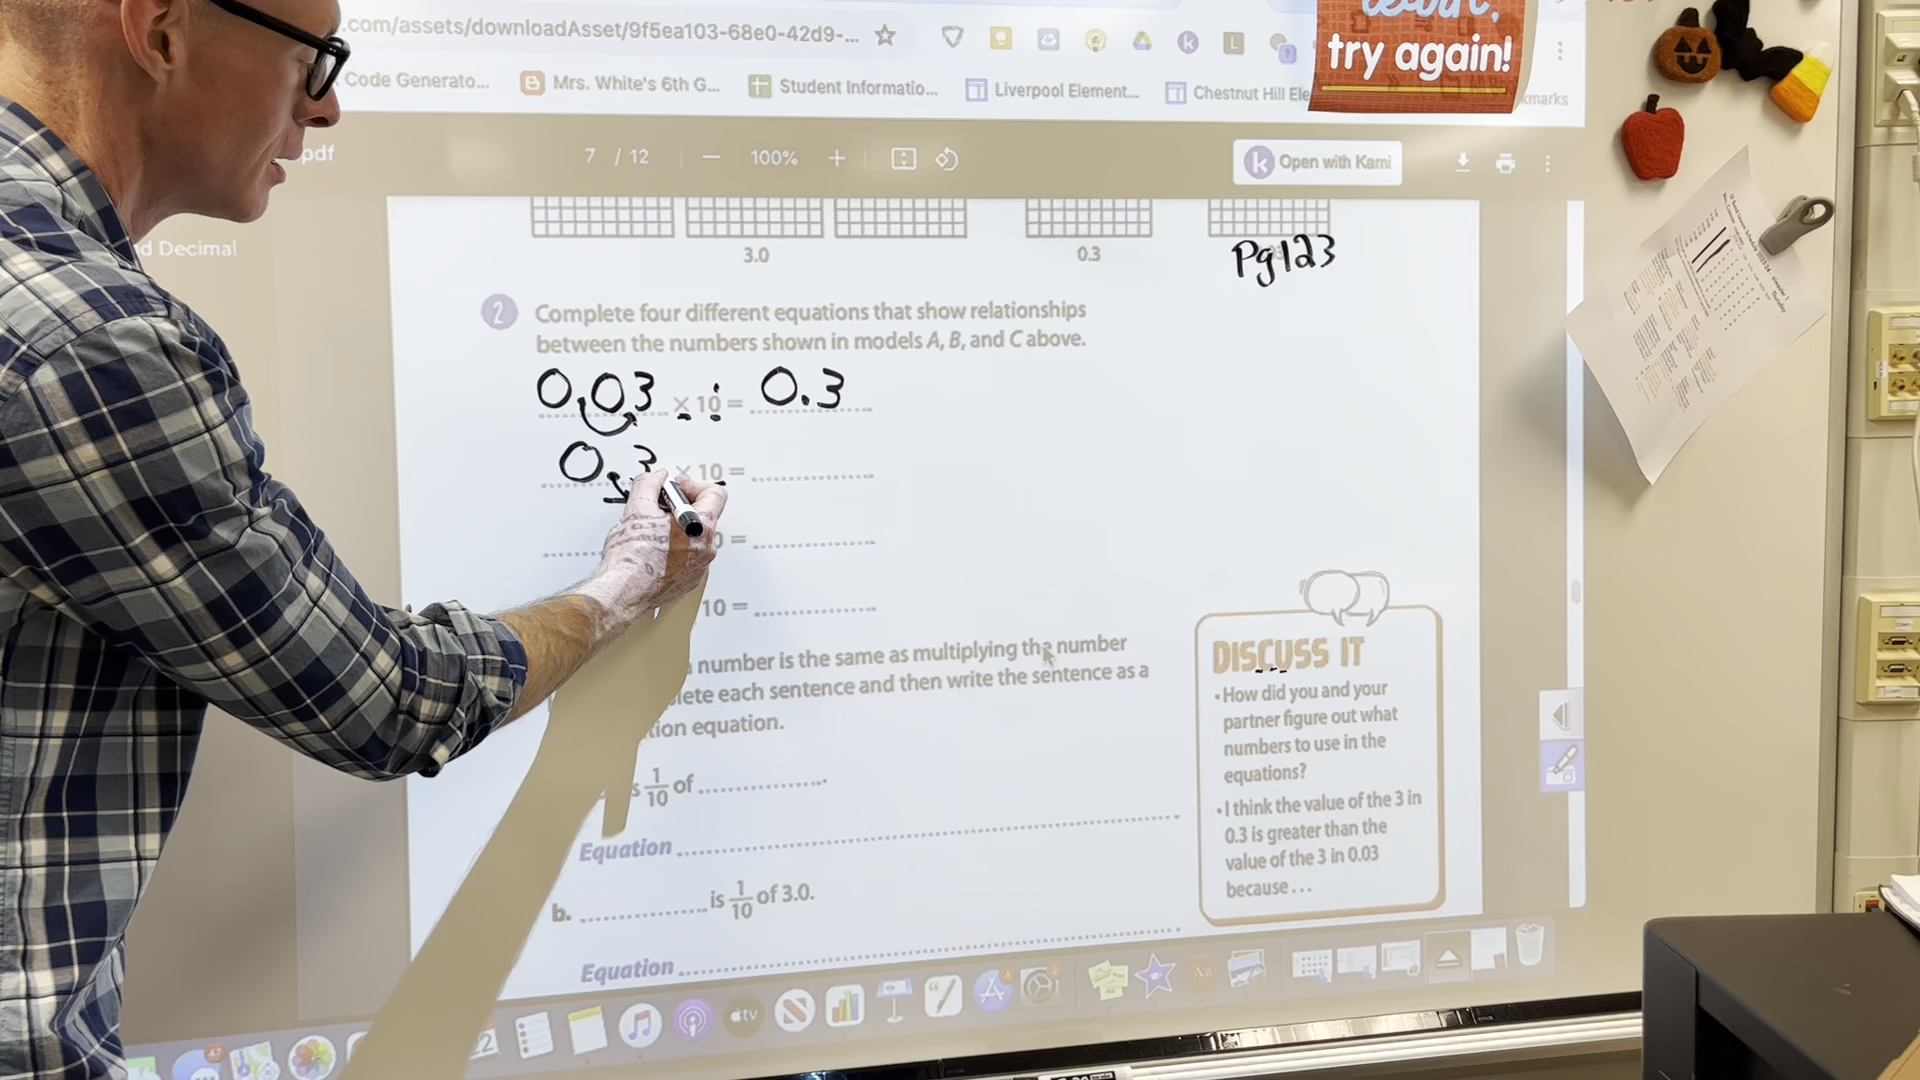 .com/assets/downloadAsset/9f5ea103-68e0-42d9-...
try again!
Code Generato...
Mrs. White's 6th G...
Student Informatio...
Liverpool Element...
Chestnut Hill Ele
kmarks
pdf
7 / 12
100%
Open with Kami
d Decimal
3.0
0.3
Pg123
2 Complete four different equations that show relationships
between the numbers shown in models A, B, and C above.
0.03 × 10 = 0.3
0.3 × 10 =
0 =
10 =
number is the same as multiplying the number
lete each sentence and then write the sentence as a
tion equation.
s 1/10 of
Equation
b. is 1/10 of 3.0.
Equation
DISCUSS IT
• How did you and your
partner figure out what
numbers to use in the
equations?
• I think the value of the 3 in
0.3 is greater than the
value of the 3 in 0.03
because ...
tv